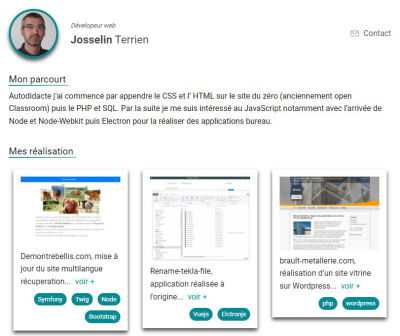 Dévelopeur web
Josselin Terrien
Contact
Mon parcourt
Autodidacte j'ai commencé par appendre le CSS et l' HTML sur le site du zéro (anciennement open
Classroom) puis le PHP et SQL. Par la suite je me suis intéressé au JavaScript notamment avec l'arrivée de
Node et Node-Webkit puis Electron pour la réaliser des applications bureau.
Mes réalisation
Demontrebellis.com, mise à
jour du site multilangue
récuperation... voir +
Symfony Twig Node
Bootstrap
Rename-tekla-file,
application réalisée à
l'origine... voir +
Vuejs Elctronjs
brault-metallerie.com,
réalisation d'un site vitrine
sur Wordpress... voir +
php wordpress